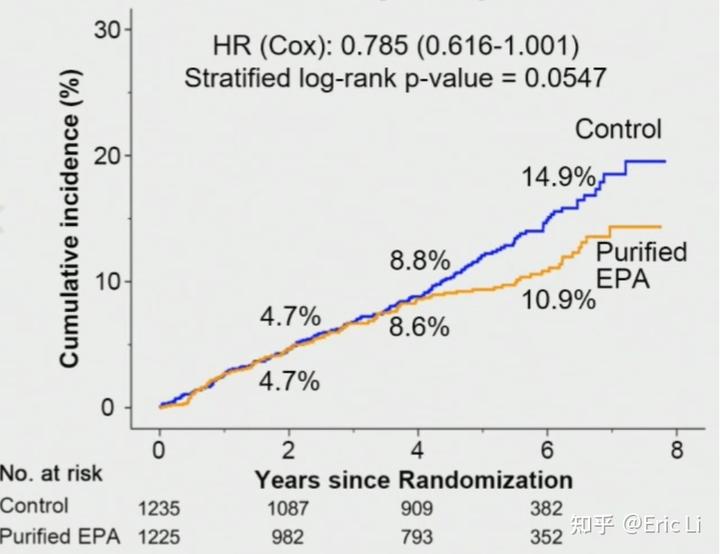 30
HR (Cox): 0.785 (0.616-1.001)
Stratified log-rank p-value = 0.0547
Control
20
14.9%
Cumulative incidence (%)
8.8%
Purified
EPA
10
4.7%
8.6%
10.9%
4.7%
0
0 2 4 6 8
Years since Randomization
No. at risk
Control 1235 1087 909 382
Purified EPA 1225 982 793 352
知乎 @Eric Li